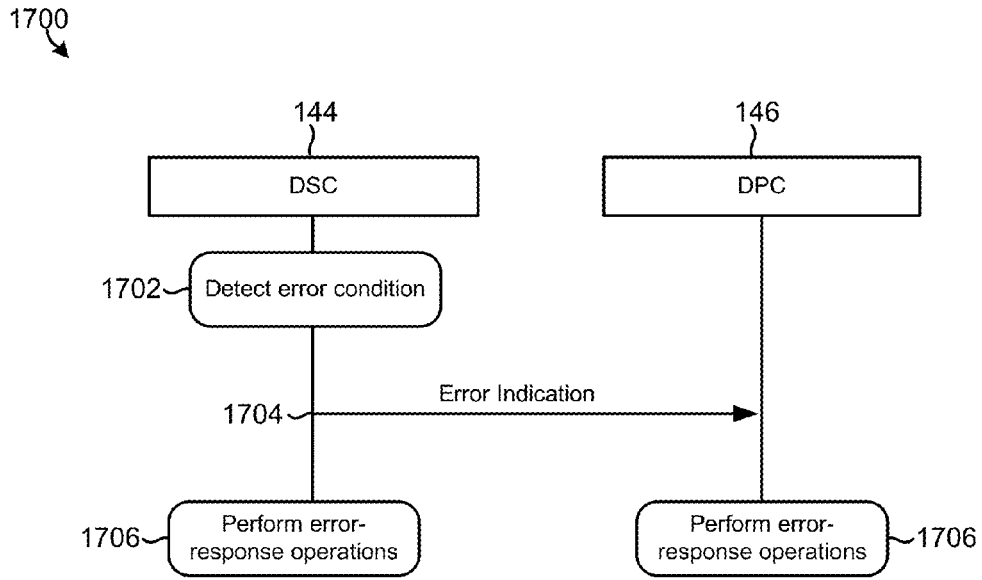 1700
144
146
DSC
DPC
1702
Detect error condition
Error Indication
1704
1706
Perform error-
response operations
Perform error-
response operations
1706